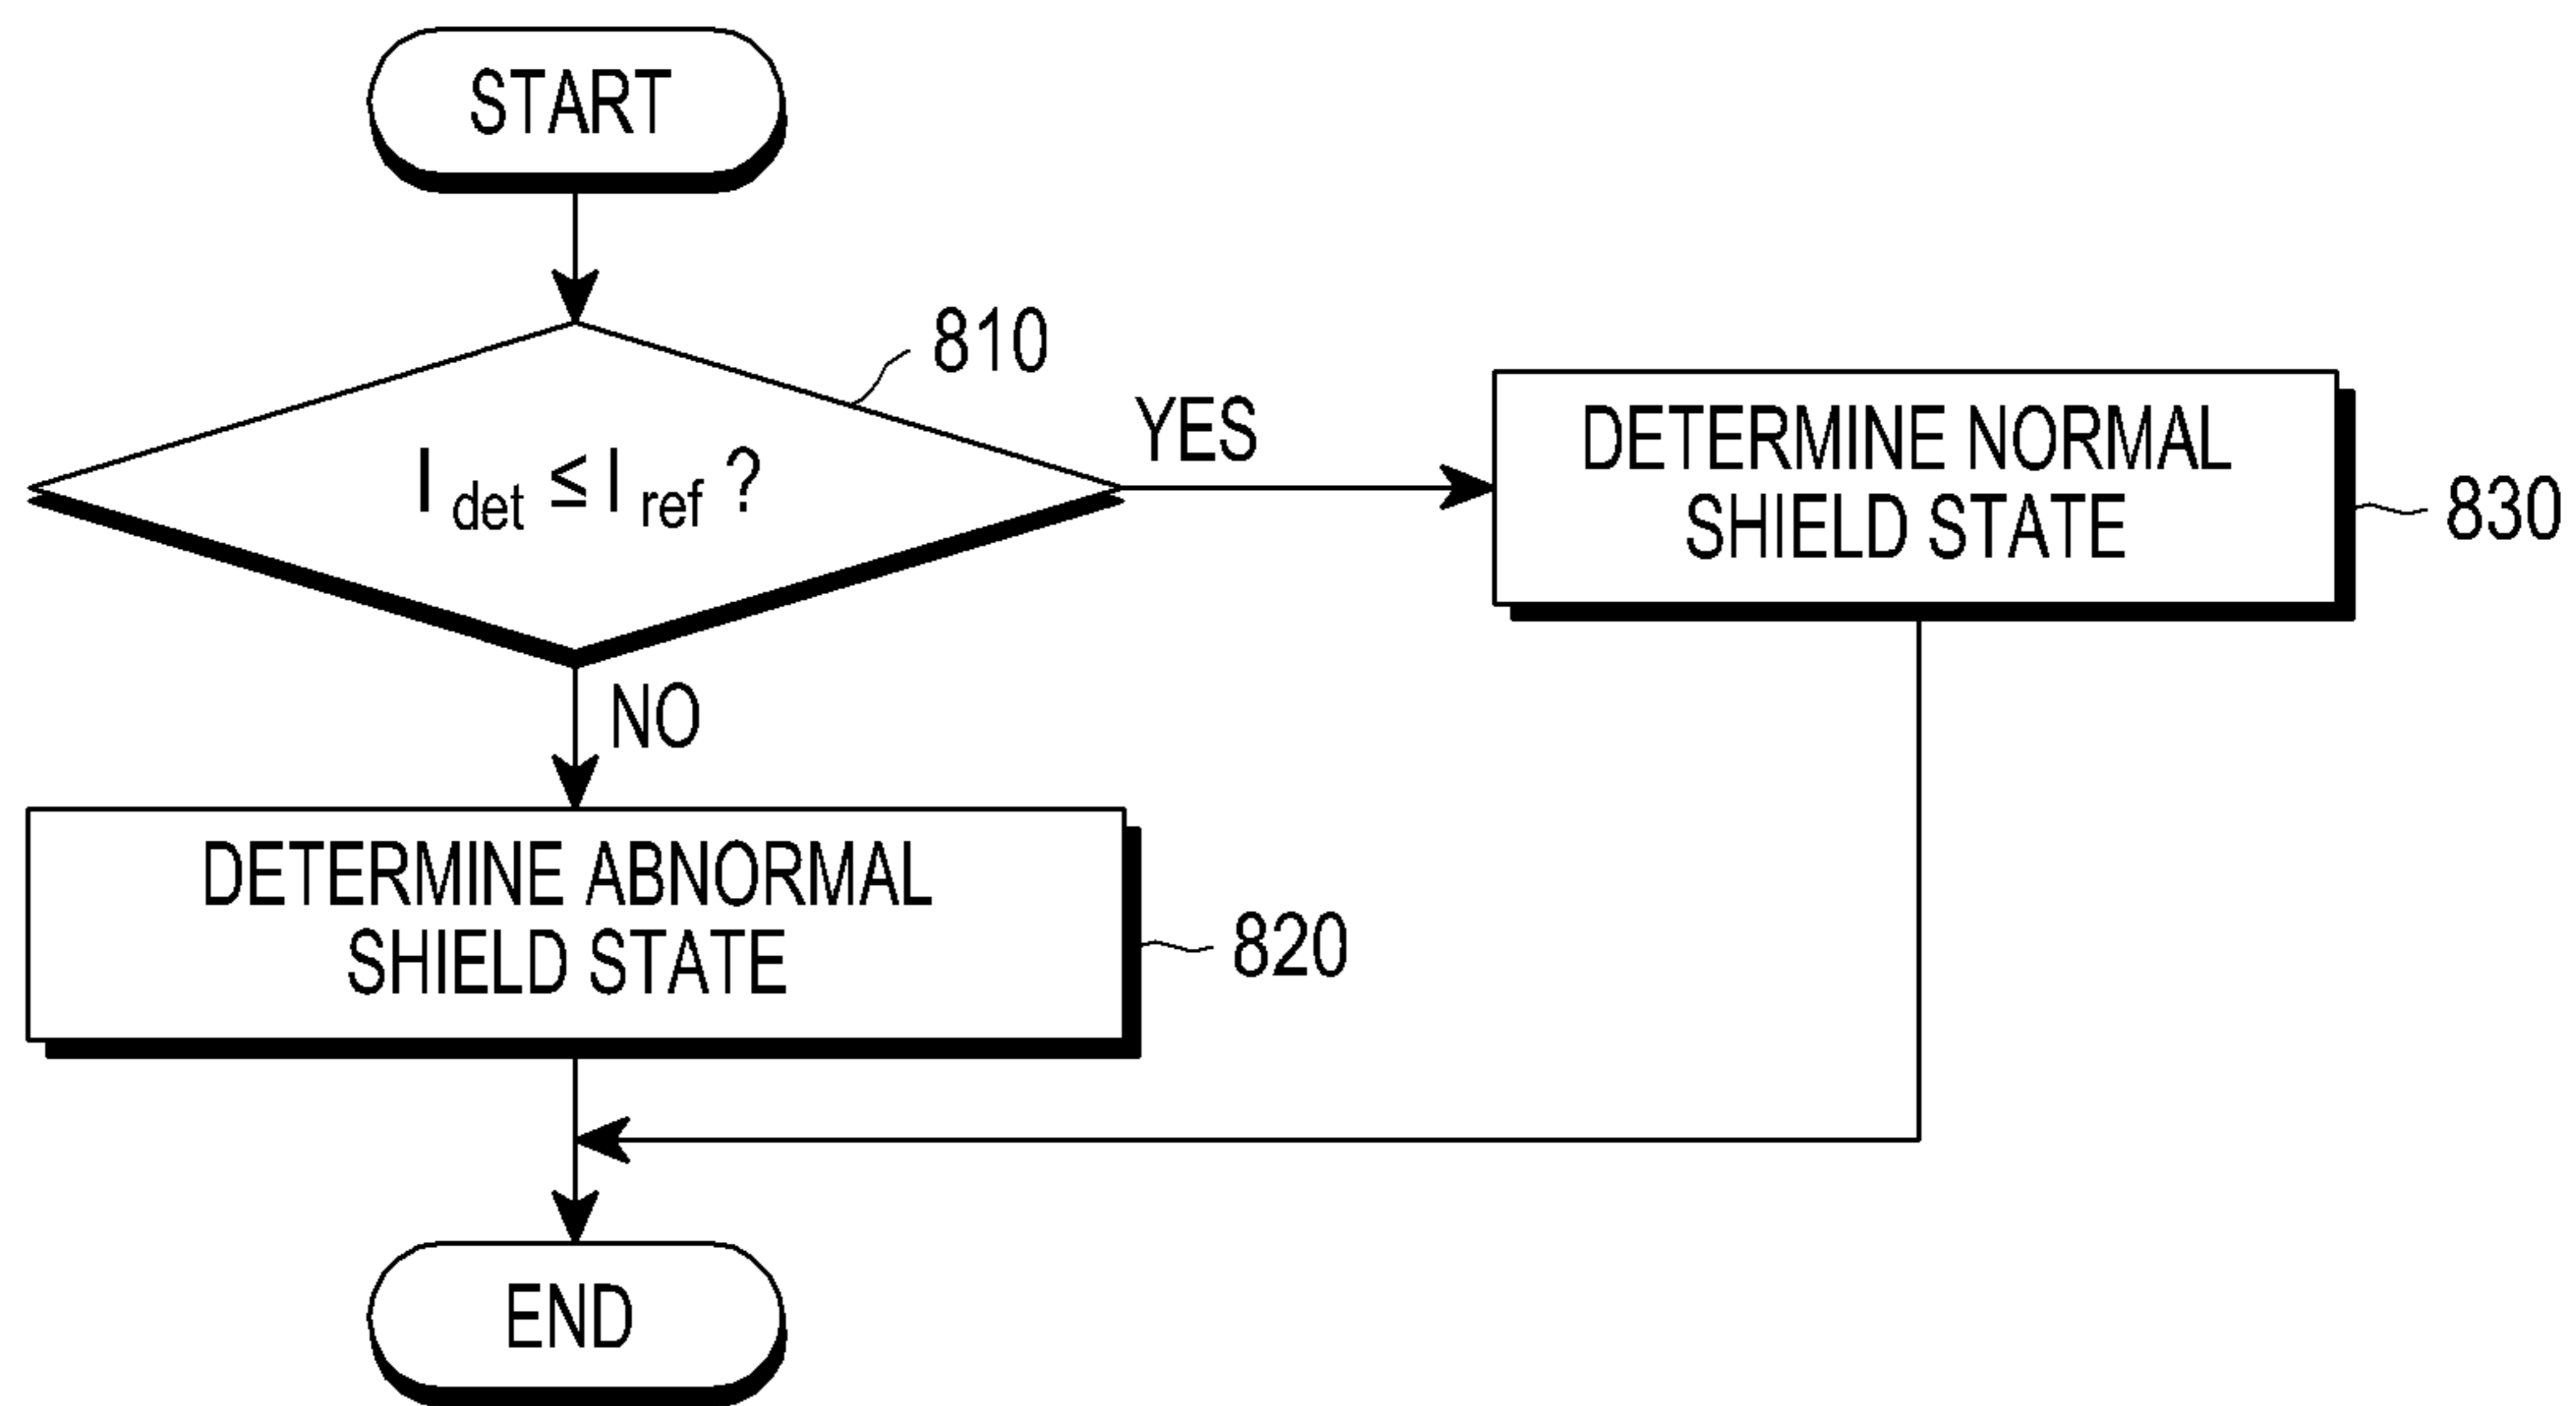 START
810
I det ≤ I ref ?
YES
DETERMINE NORMAL
SHIELD STATE
830
NO
DETERMINE ABNORMAL
SHIELD STATE
820
END